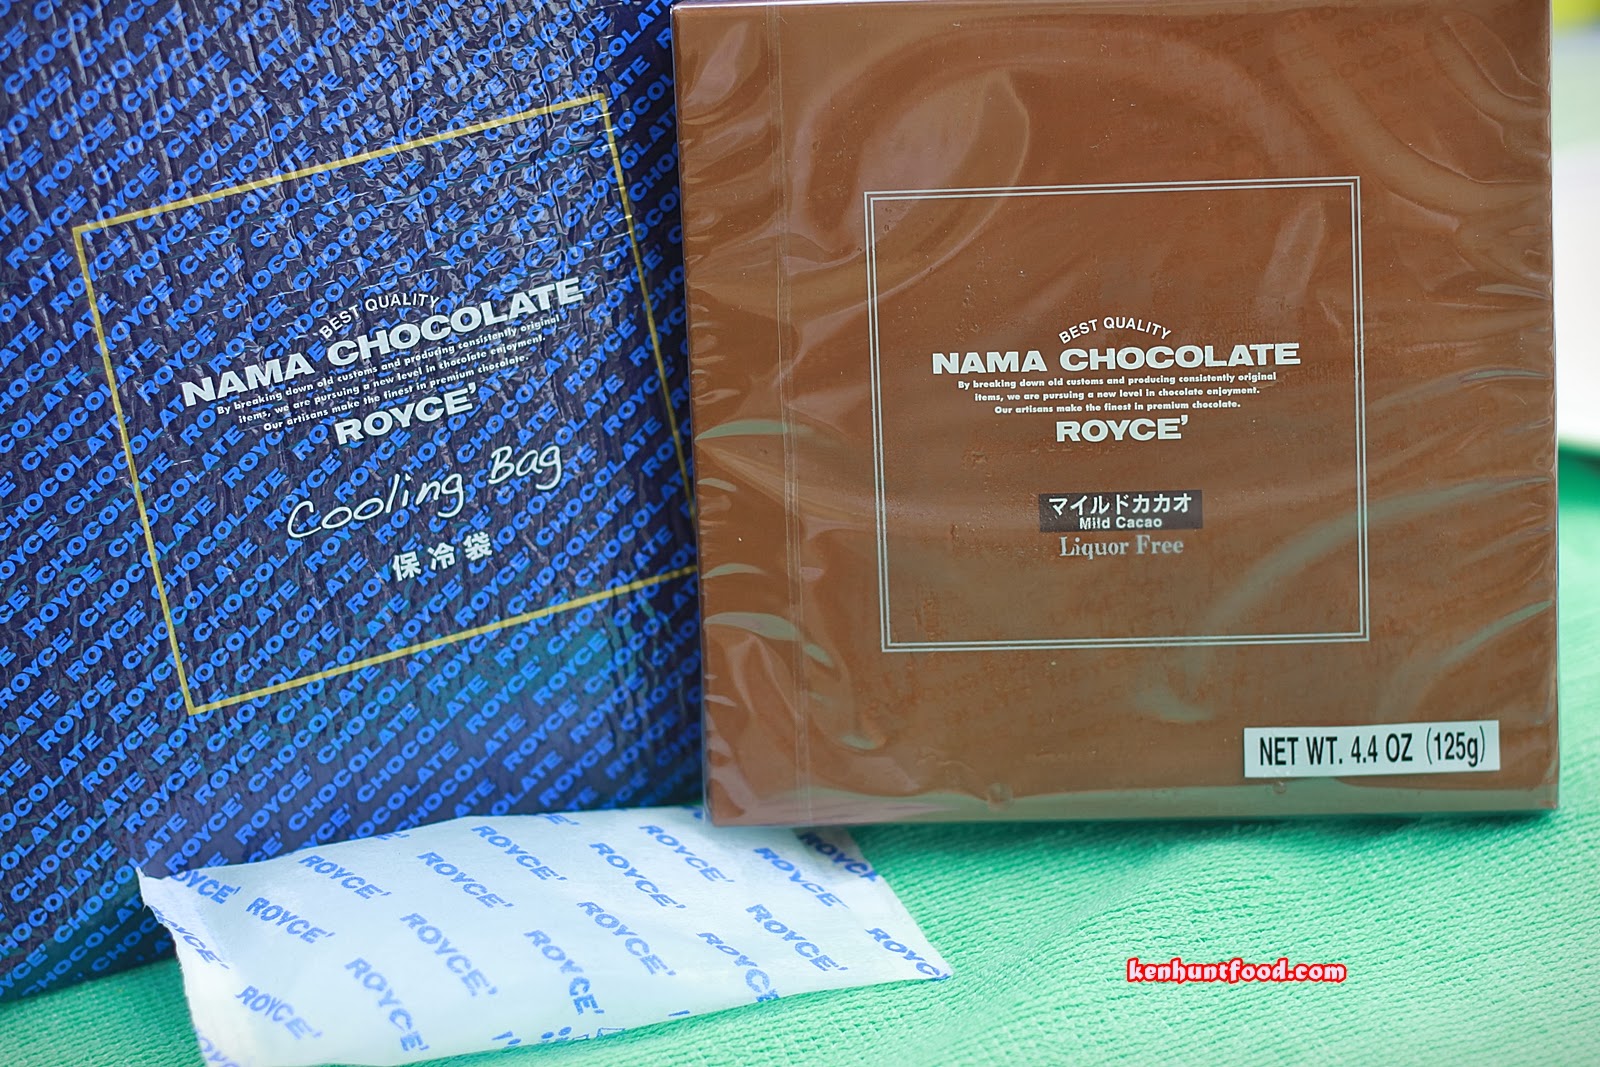 BEST QUALITY
NAMA CHOCOLATE
By breaking down old customs and producing consistently original
items, we are pursuing a new level in chocolate enjoyment.
Our artisans make the finest in premium chocolate.
ROYCE'
Cooling Bag
保冷袋
BEST QUALITY
NAMA CHOCOLATE
By breaking down old customs and producing consistently original
items, we are pursuing a new level in chocolate enjoyment.
Our artisans make the finest in premium chocolate.
ROYCE'
マイルドカカオ
Mild Cacao
Liquor Free
NET WT. 4.4 OZ (125g)
ROYCE' CHOCOLATE
ROYCE'
kenhuntfood.com